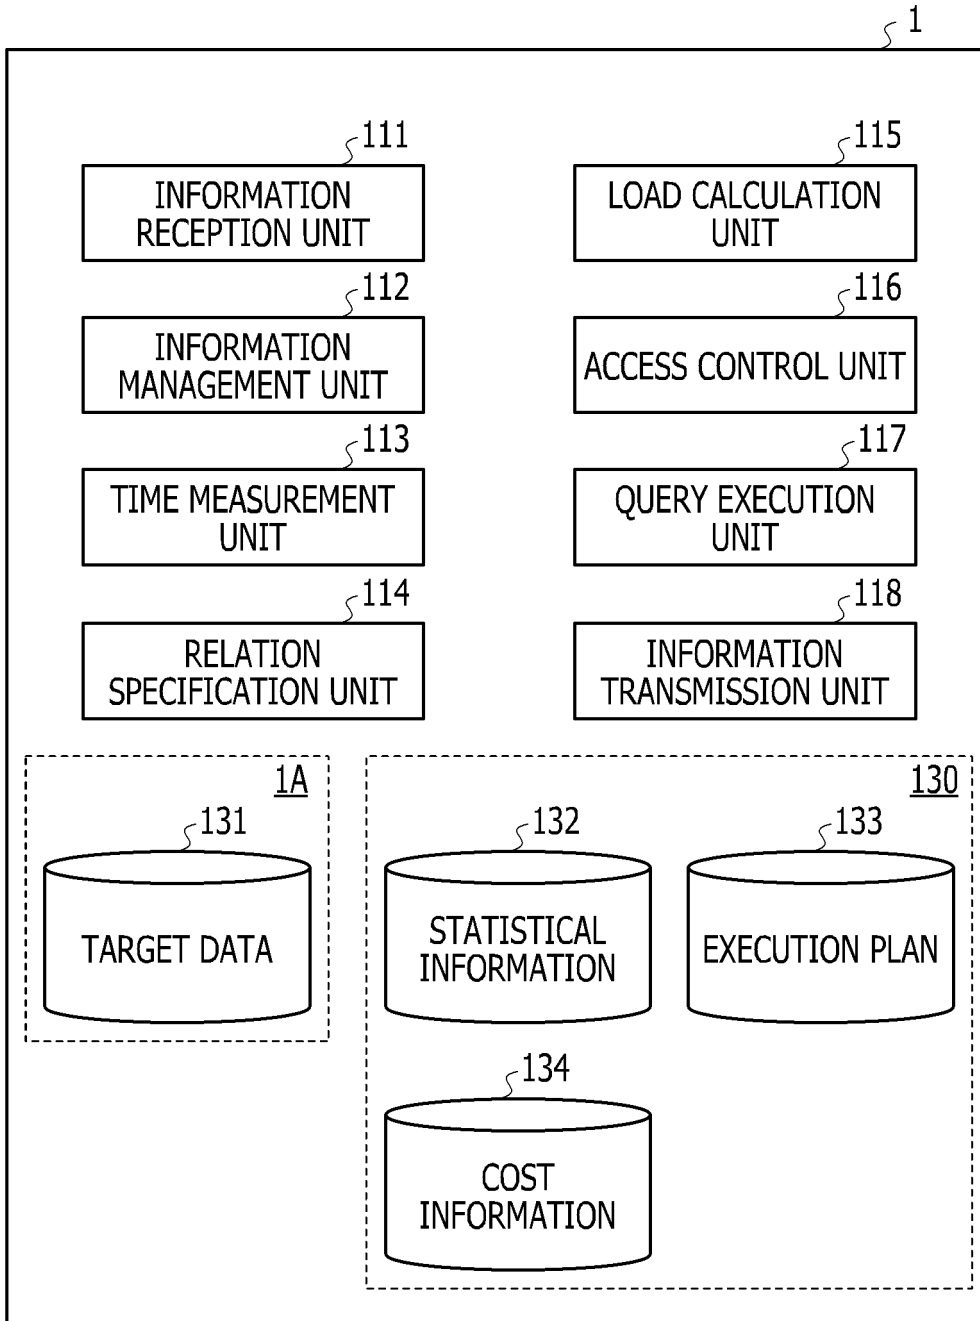 1
111
INFORMATION
RECEPTION UNIT
115
LOAD CALCULATION
UNIT
112
INFORMATION
MANAGEMENT UNIT
116
ACCESS CONTROL UNIT
113
TIME MEASUREMENT
UNIT
117
QUERY EXECUTION
UNIT
114
RELATION
SPECIFICATION UNIT
118
INFORMATION
TRANSMISSION UNIT
1A
131
TARGET DATA
130
132
STATISTICAL
INFORMATION
133
EXECUTION PLAN
134
COST
INFORMATION